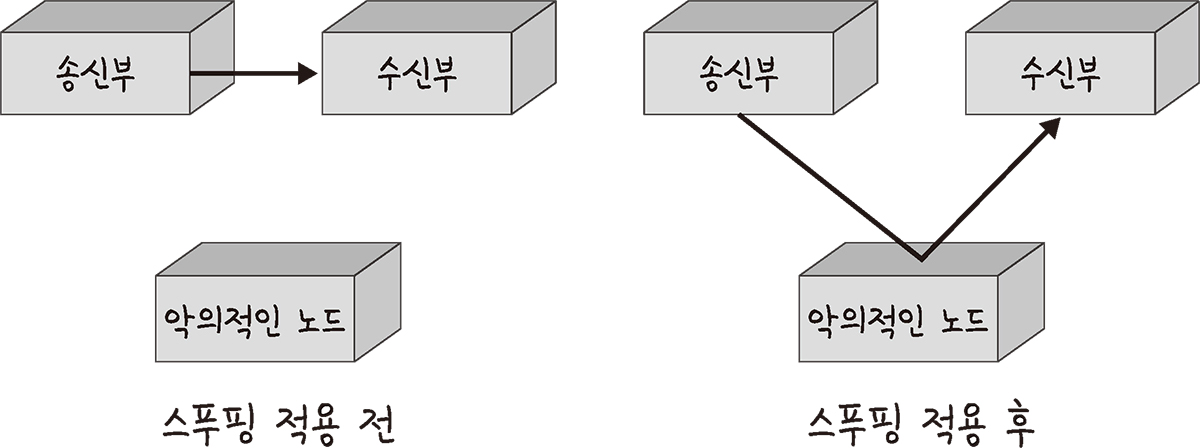 송신부
수신부
악의적인 노드
스푸핑 적용 전
송신부
수신부
악의적인 노드
스푸핑 적용 후